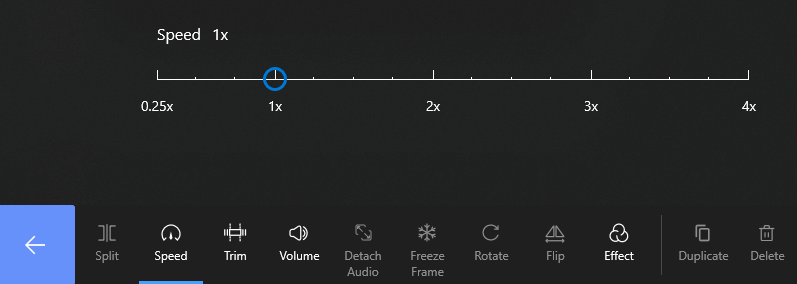 Speed 1x
0.25x 1x 2x 3x 4x
Split Speed Trim Volume Detach Audio Freeze Frame Rotate Flip Effect Duplicate Delete